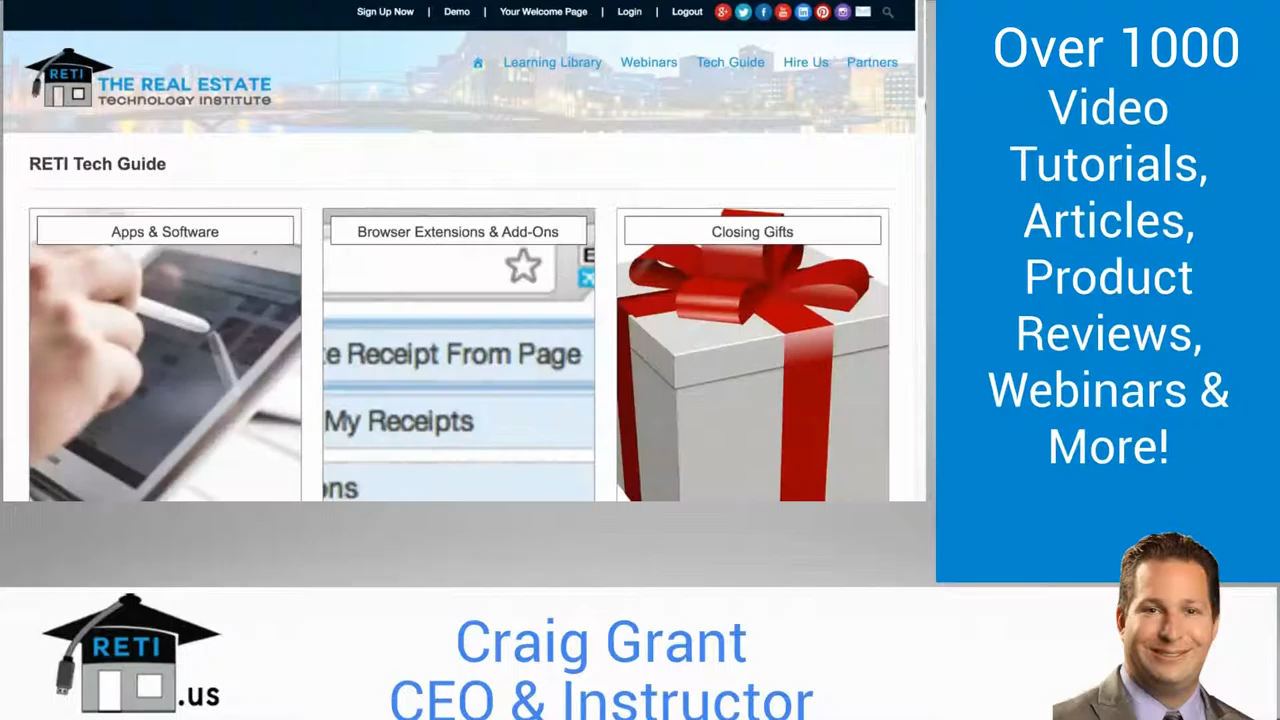 Sign Up Now | Demo | Your Welcome Page | Login | Logout
RETI
THE REAL ESTATE
TECHNOLOGY INSTITUTE
Learning Library Webinars Tech Guide Hire Us Partners
RETI Tech Guide
Apps & Software
Browser Extensions & Add-Ons
Closing Gifts
e Receipt From Page
My Receipts
ons
Over 1000
Video
Tutorials,
Articles,
Product
Reviews,
Webinars &
More!
RETI
.us
Craig Grant
CEO & Instructor